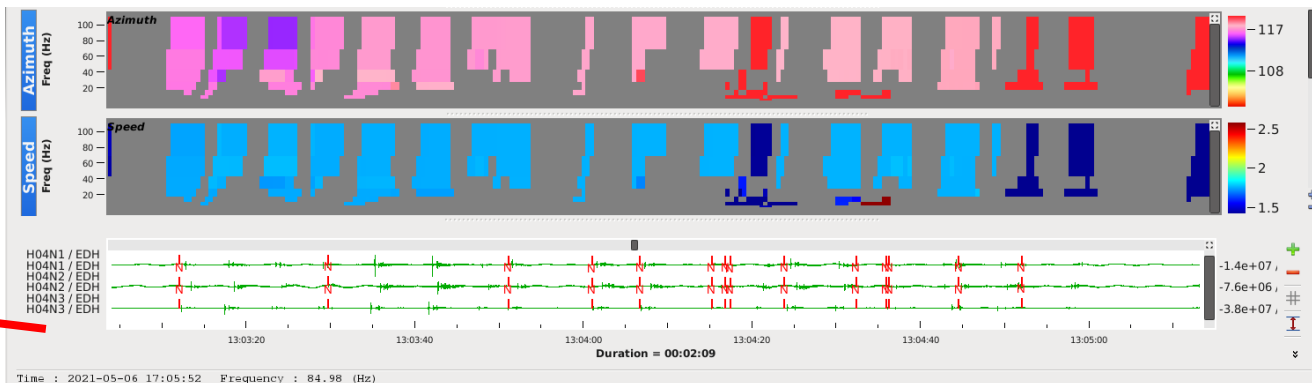 Azimuth
Azimuth
Freq (Hz)
100
80
60
40
20
117
108
Speed
Speed
Freq (Hz)
100
80
60
40
20
2.5
2
1.5
H04N1 / EDH
H04N1 / EDH
H04N2 / EDH
H04N2 / EDH
H04N3 / EDH
H04N3 / EDH
N N N N N N N N N N N N N N
N N N N N N N N N N N N N N
-1.4e+07 /
-7.6e+06 /
-3.8e+07 /
13:03:20 13:03:40 13:04:00 13:04:20 13:04:40 13:05:00
Duration = 00:02:09
Time : 2021-05-06 17:05:52 Frequency : 84.98 (Hz)